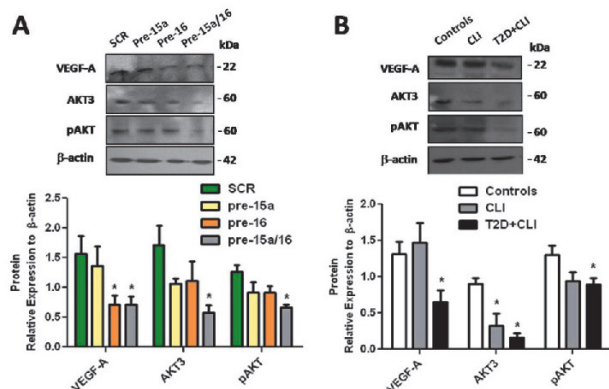 A
SCR Pre-15a Pre-16 Pre-15a/16
kDa
VEGF-A - 22
AKT3 - 60
pAKT - 60
β-actin - 42
Protein
Relative Expression to β-actin
2.5
2.0
1.5
1.0
0.5
0.0
SCR
pre-15a
pre-16
pre-15a/16
* * * *
VEGF-A AKT3 pAKT
B
Controls CLI T2D+CLI
kDa
VEGF-A - 22
AKT3 - 60
pAKT - 60
β-actin - 42
Protein
Relative Expression to β-actin
2.0
1.5
1.0
0.5
0.0
Controls
CLI
T2D+CLI
* * * *
VEGF-A AKT3 pAKT